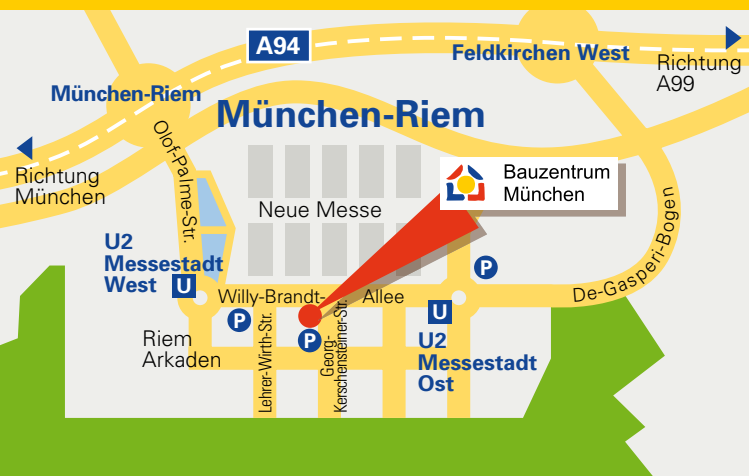 A94
Feldkirchen West
Richtung
A99
München-Riem
München-Riem
Olof-Palme-Str.
Richtung
München
Bauzentrum
München
Neue Messe
De-Gasperi-Bogen
U2
Messestadt
West
U
P
Willy-Brandt-
Allee
P
P
U
Riem
Arkaden
Lehrer-Wirth-Str.
Georg-
Kerschensteiner-Str.
U2
Messestadt
Ost